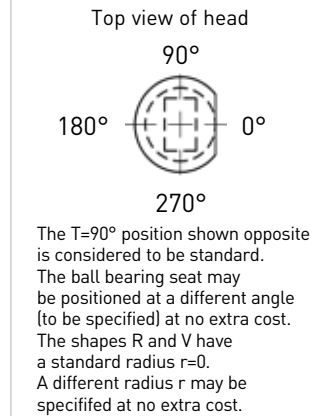 Top view of head
90°
180°
0°
270°
The T=90° position shown opposite
is considered to be standard.
The ball bearing seat may
be positioned at a different angle
(to be specified) at no extra cost.
The shapes R and V have
a standard radius r=0.
A different radius r may be
specififed at no extra cost.